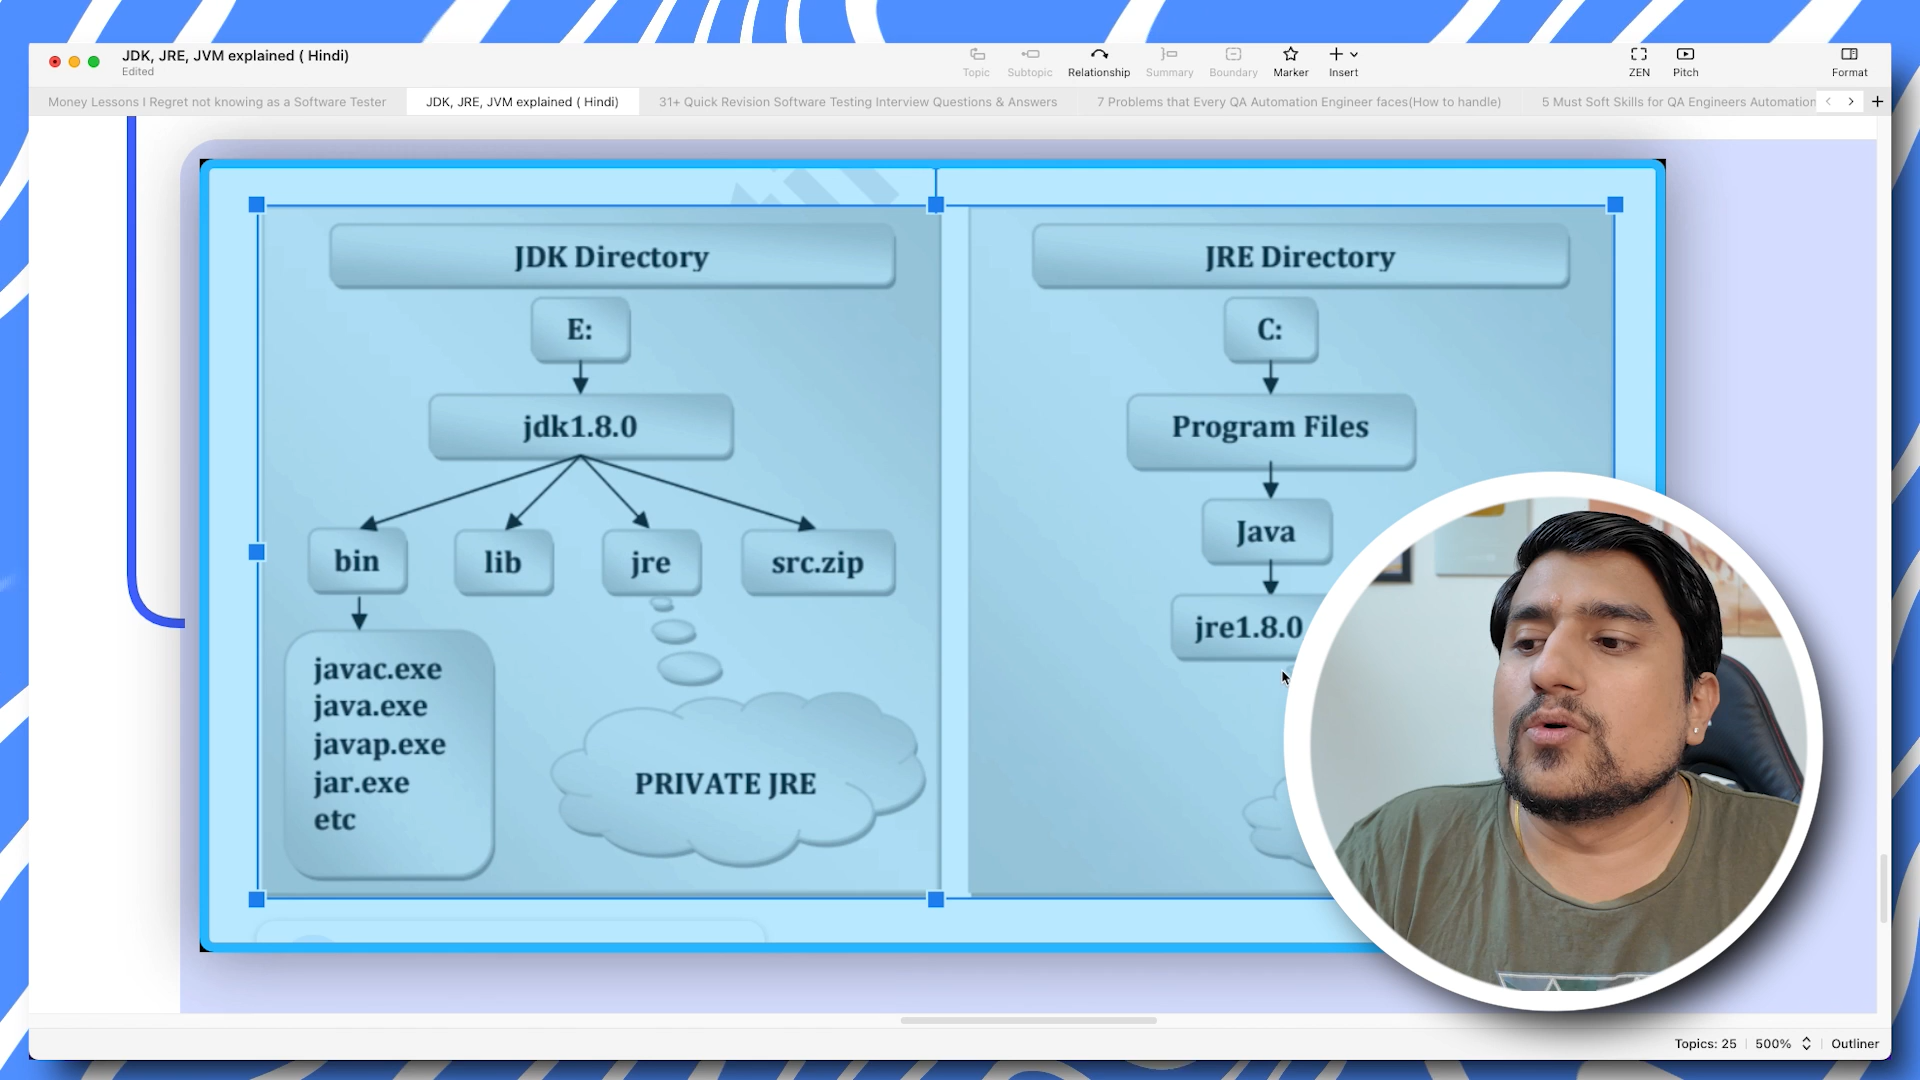 JDK, JRE, JVM explained ( Hindi)
Edited
Topic
Subtopic
Relationship
Summary
Boundary
Marker
Insert
ZEN
Pitch
Format
Money Lessons I Regret not knowing as a Software Tester
JDK, JRE, JVM explained ( Hindi)
31+ Quick Revision Software Testing Interview Questions & Answers
7 Problems that Every QA Automation Engineer faces(How to handle)
5 Must Soft Skills for QA Engineers Automation
JDK Directory
E:
jdk1.8.0
bin
lib
jre
src.zip
javac.exe
java.exe
javap.exe
jar.exe
etc
PRIVATE JRE
JRE Directory
C:
Program Files
Java
jre1.8.0
Topics: 25
500%
Outliner